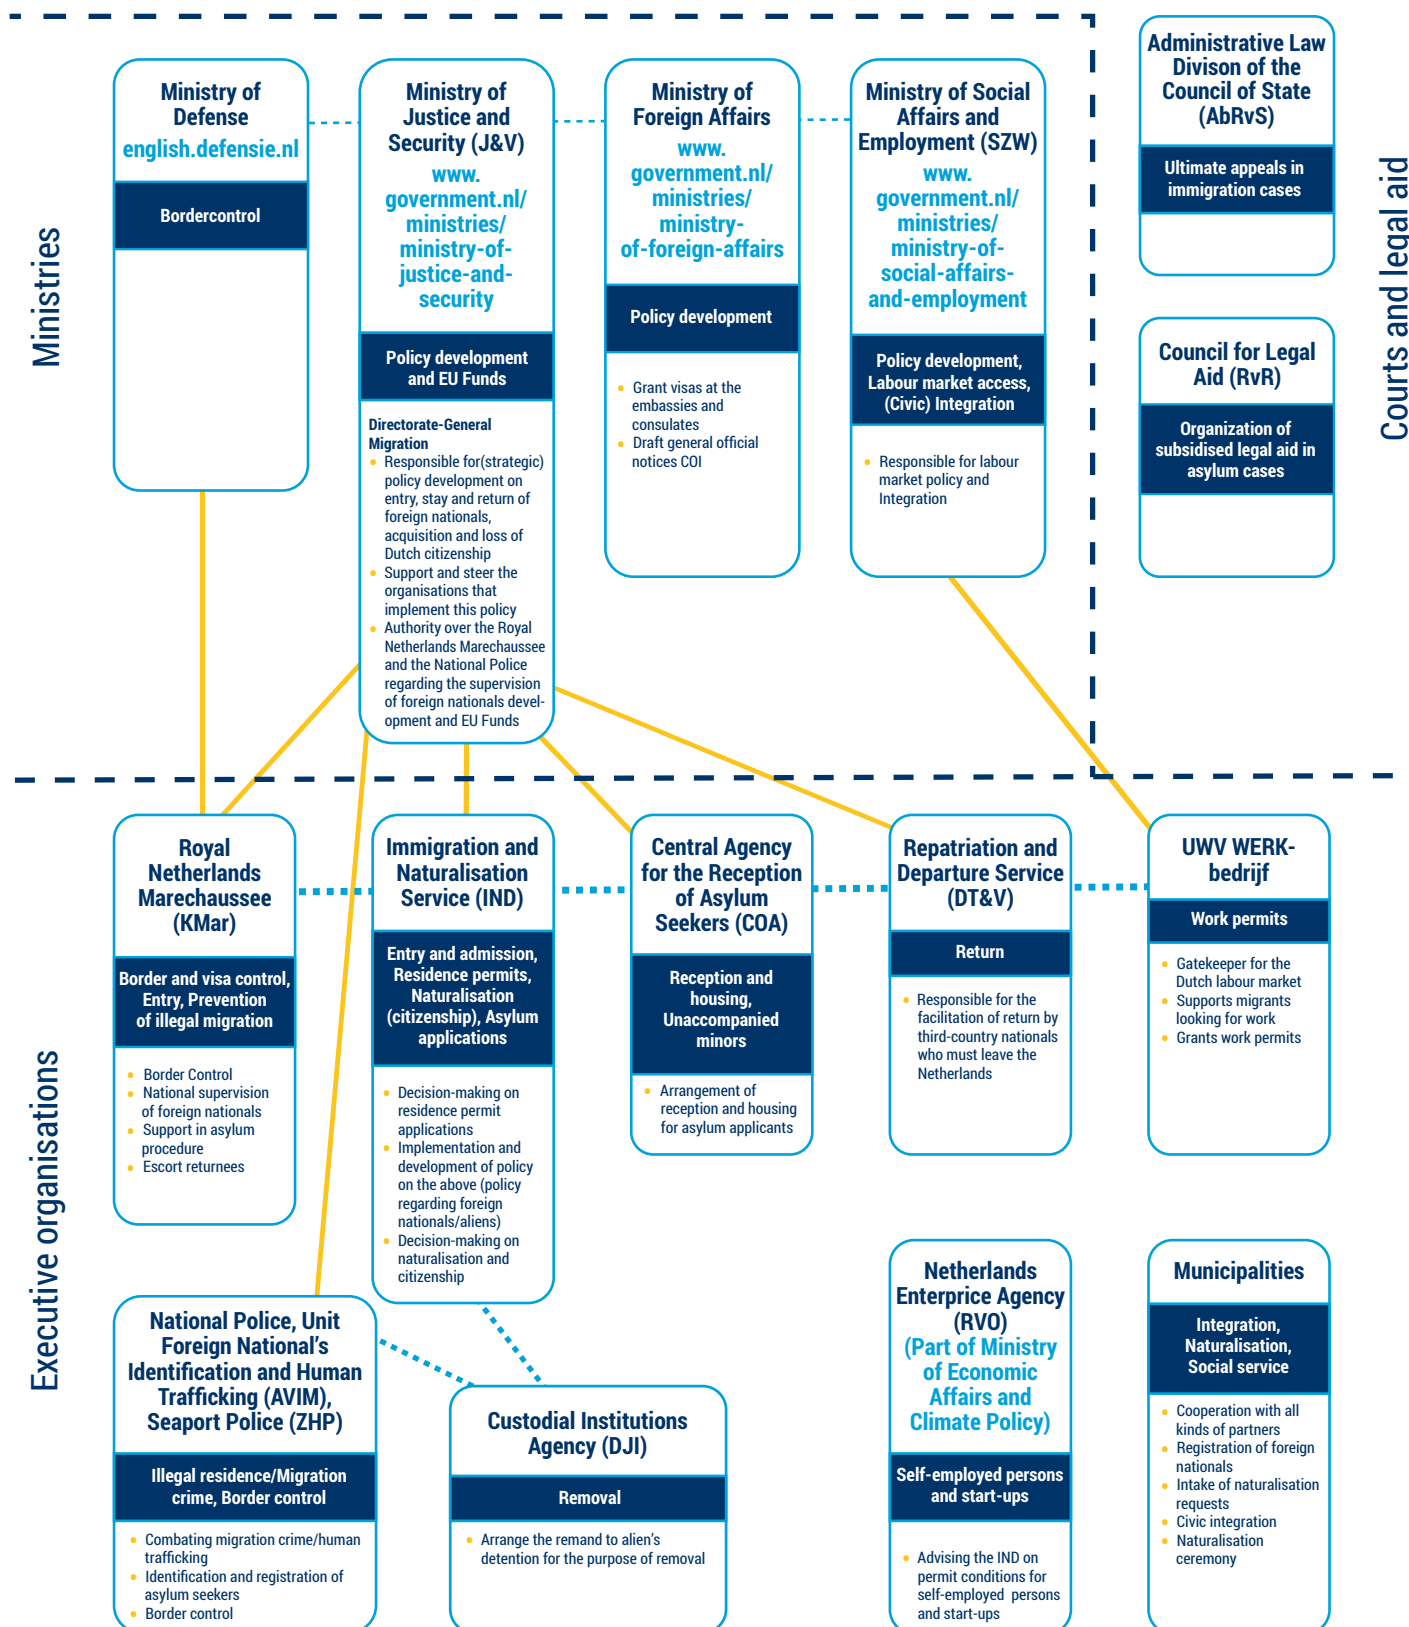 Ministries
Ministry of
Defense
english.defensie.nl
Bordercontrol
Ministry of
Justice and
Security (J&V)
www.
government.nl/
ministries/
ministry-of-
justice-and-
security
Policy development
and EU Funds
Directorate-General
Migration
• Responsible for(strategic)
policy development on
entry, stay and return of
foreign nationals,
acquisition and loss of
Dutch citizenship
• Support and steer the
organisations that
implement this policy
• Authority over the Royal
Netherlands Marechaussee
and the National Police
regarding the supervision
of foreign nationals devel-
opment and EU Funds
Ministry of
Foreign Affairs
www.
government.nl/
ministries/
ministry-
of-foreign-affairs
Policy development
• Grant visas at the
embassies and
consulates
• Draft general official
notices COI
Ministry of Social
Affairs and
Employment (SZW)
www.
government.nl/
ministries/
ministry-of-
social-affairs-
and-employment
Policy development,
Labour market access,
(Civic) Integration
• Responsible for labour
market policy and
Integration
Courts and legal aid
Administrative Law
Divison of the
Council of State
(AbRvS)
Ultimate appeals in
immigration cases
Council for Legal
Aid (RvR)
Organization of
subsidised legal aid in
asylum cases
Executive organisations
Royal
Netherlands
Marechaussee
(KMar)
Border and visa control,
Entry, Prevention
of illegal migration
• Border Control
• National supervision
of foreign nationals
• Support in asylum
procedure
• Escort returnees
Immigration and
Naturalisation
Service (IND)
Entry and admission,
Residence permits,
Naturalisation
(citizenship), Asylum
applications
• Decision-making on
residence permit
applications
• Implementation and
development of policy
on the above (policy
regarding foreign
nationals/aliens)
• Decision-making on
naturalisation and
citizenship
Central Agency
for the Reception
of Asylum
Seekers (COA)
Reception and
housing,
Unaccompanied
minors
• Arrangement of
reception and housing
for asylum applicants
Repatriation and
Departure Service
(DT&V)
Return
• Responsible for the
facilitation of return by
third-country nationals
who must leave the
Netherlands
UWV WERK-
bedrijf
Work permits
• Gatekeeper for the
Dutch labour market
• Supports migrants
looking for work
• Grants work permits
National Police, Unit
Foreign National's
Identification and Human
Trafficking (AVIM),
Seaport Police (ZHP)
Illegal residence/Migration
crime, Border control
• Combating migration crime/human
trafficking
• Identification and registration of
asylum seekers
• Border control
Custodial Institutions
Agency (DJI)
Removal
• Arrange the remand to alien's
detention for the purpose of removal
Netherlands
Enterprice Agency
(RVO)
(Part of Ministry
of Economic
Affairs and
Climate Policy)
Self-employed persons
and start-ups
• Advising the IND on
permit conditions for
self-employed persons
and start-ups
Municipalities
Integration,
Naturalisation,
Social service
• Cooperation with all
kinds of partners
• Registration of foreign
nationals
• Intake of naturalisation
requests
• Civic integration
• Naturalisation
ceremony